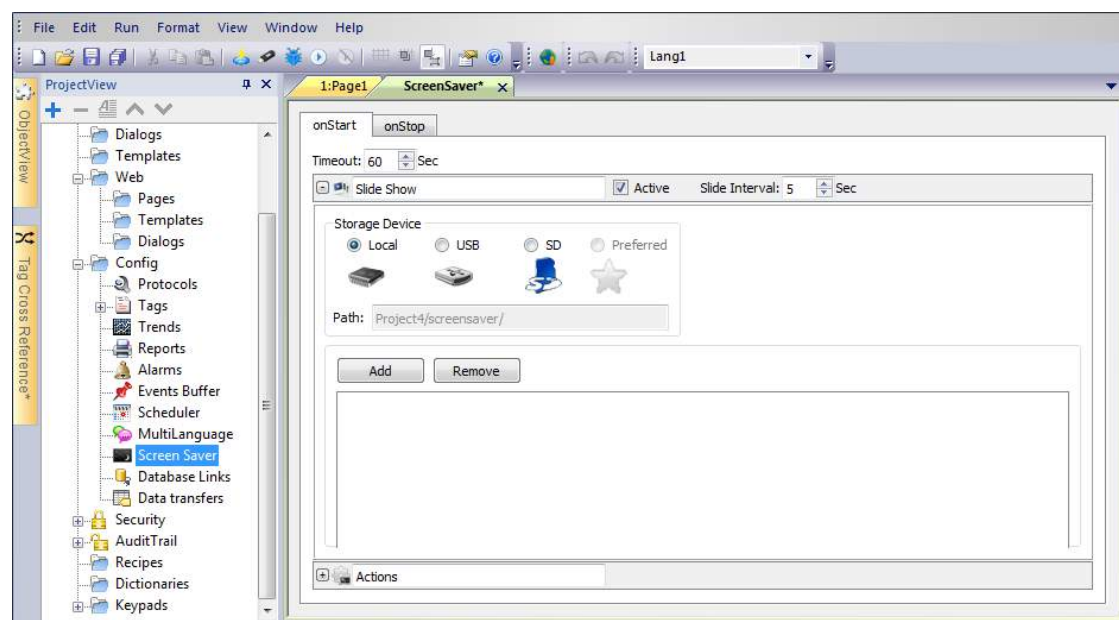 File Edit Run Format View Window Help
Lang1
ObjectView
Tag Cross Reference*
ProjectView
Dialogs
Templates
Web
Pages
Templates
Dialogs
Config
Protocols
Tags
Trends
Reports
Alarms
Events Buffer
Scheduler
MultiLanguage
Screen Saver
Database Links
Data transfers
Security
AuditTrail
Recipes
Dictionaries
Keypads
1:Page1 ScreenSaver* x
onStart onStop
Timeout: 60 Sec
Slide Show Active Slide Interval: 5 Sec
Storage Device
Local USB SD Preferred
Path: Project4/screensaver/
Add Remove
Actions